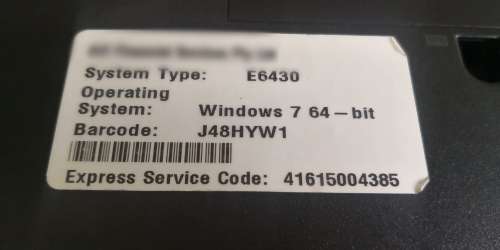 System Type: E6430
Operating
System: Windows 7 64-bit
Barcode: J48HYW1
Express Service Code: 41615004385